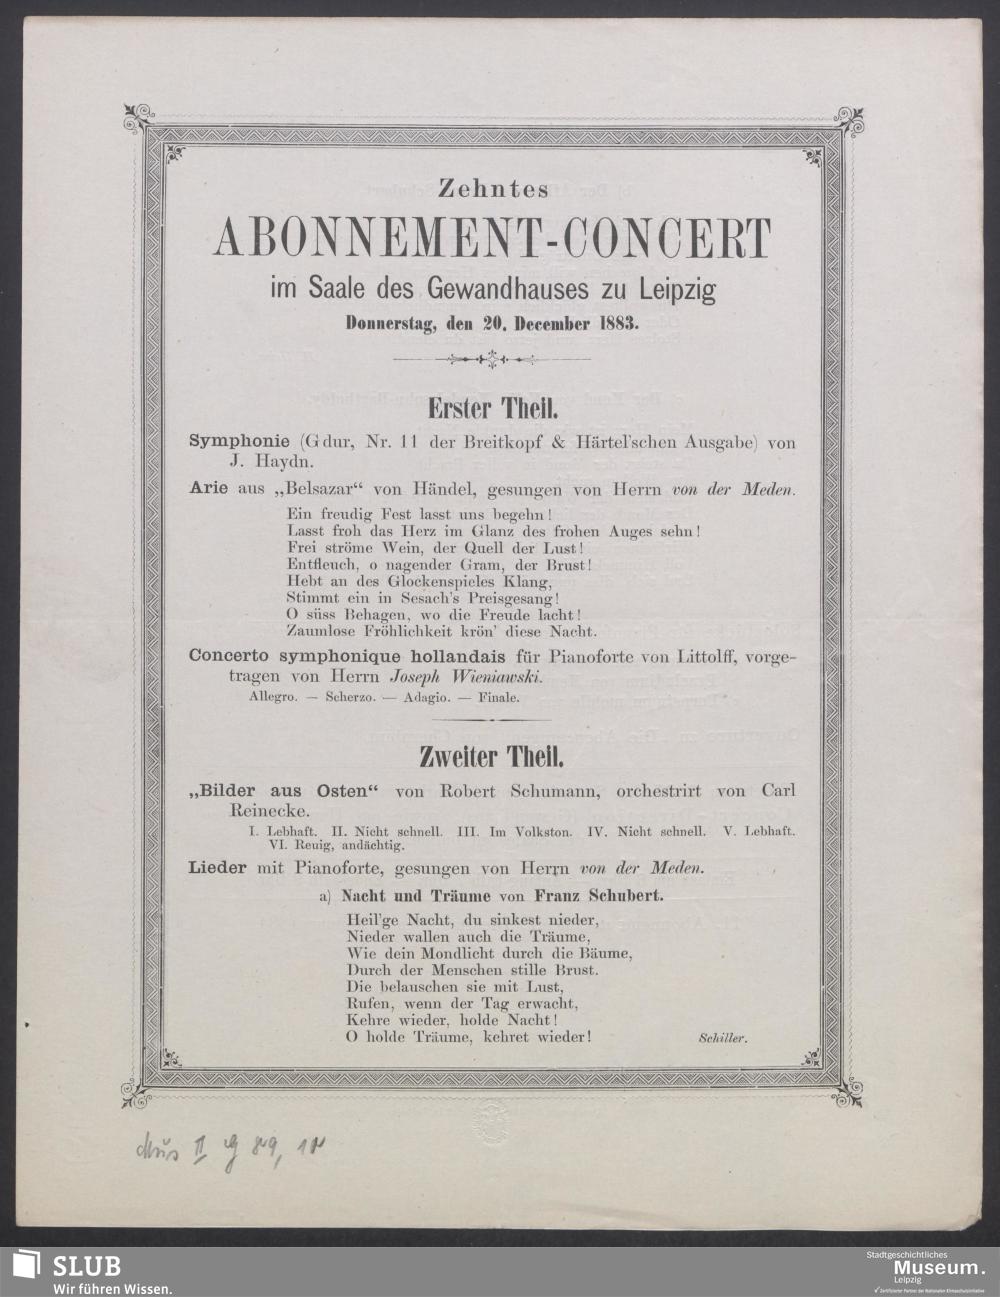 Zehntes
ABONNEMENT-CONCERT
im Saale des Gewandhauses zu Leipzig
Donnerstag, den 20. December 1883.
Erster Theil.
Symphonie (Gdur, Nr. 11 der Breitkopf & Härtel'schen Ausgabe) von
J. Haydn.
Arie aus „Belsazar“ von Händel, gesungen von Herrn von der Meden.
Ein freudig Fest lasst uns begehn!
Lasst froh das Herz im Glanz des frohen Auges sehn!
Frei ströme Wein, der Quell der Lust!
Entfleuch, o nagender Gram, der Brust!
Hebt an des Glockenspieles Klang,
Stimmt ein in Sesach's Preisgesang!
O süss Behagen, wo die Freude lacht!
Zaumlose Fröhlichkeit krön' diese Nacht.
Concerto symphonique hollandais für Pianoforte von Littolff, vorge-
tragen von Herrn Joseph Wieniawski.
Allegro. — Scherzo. — Adagio. — Finale.
Zweiter Theil.
„Bilder aus Osten“ von Robert Schumann, orchestrirt von Carl
Reinecke.
I. Lebhaft. II. Nicht schnell. III. Im Volkston. IV. Nicht schnell. V. Lebhaft.
VI. Reuig, andächtig.
Lieder mit Pianoforte, gesungen von Herrn von der Meden.
a) Nacht und Träume von Franz Schubert.
Heil'ge Nacht, du sinkest nieder,
Nieder wallen auch die Träume,
Wie dein Mondlicht durch die Bäume,
Durch der Menschen stille Brust.
Die belauschen sie mit Lust,
Rufen, wenn der Tag erwacht,
Kehre wieder, holde Nacht!
O holde Träume, kehret wieder! Schiller.
II
SLUB
Wir führen Wissen.
Stadtgeschichtliches
Museum.
Leipzig
Zertifizierter Partner der Nationalen Klimaschutzinitiative